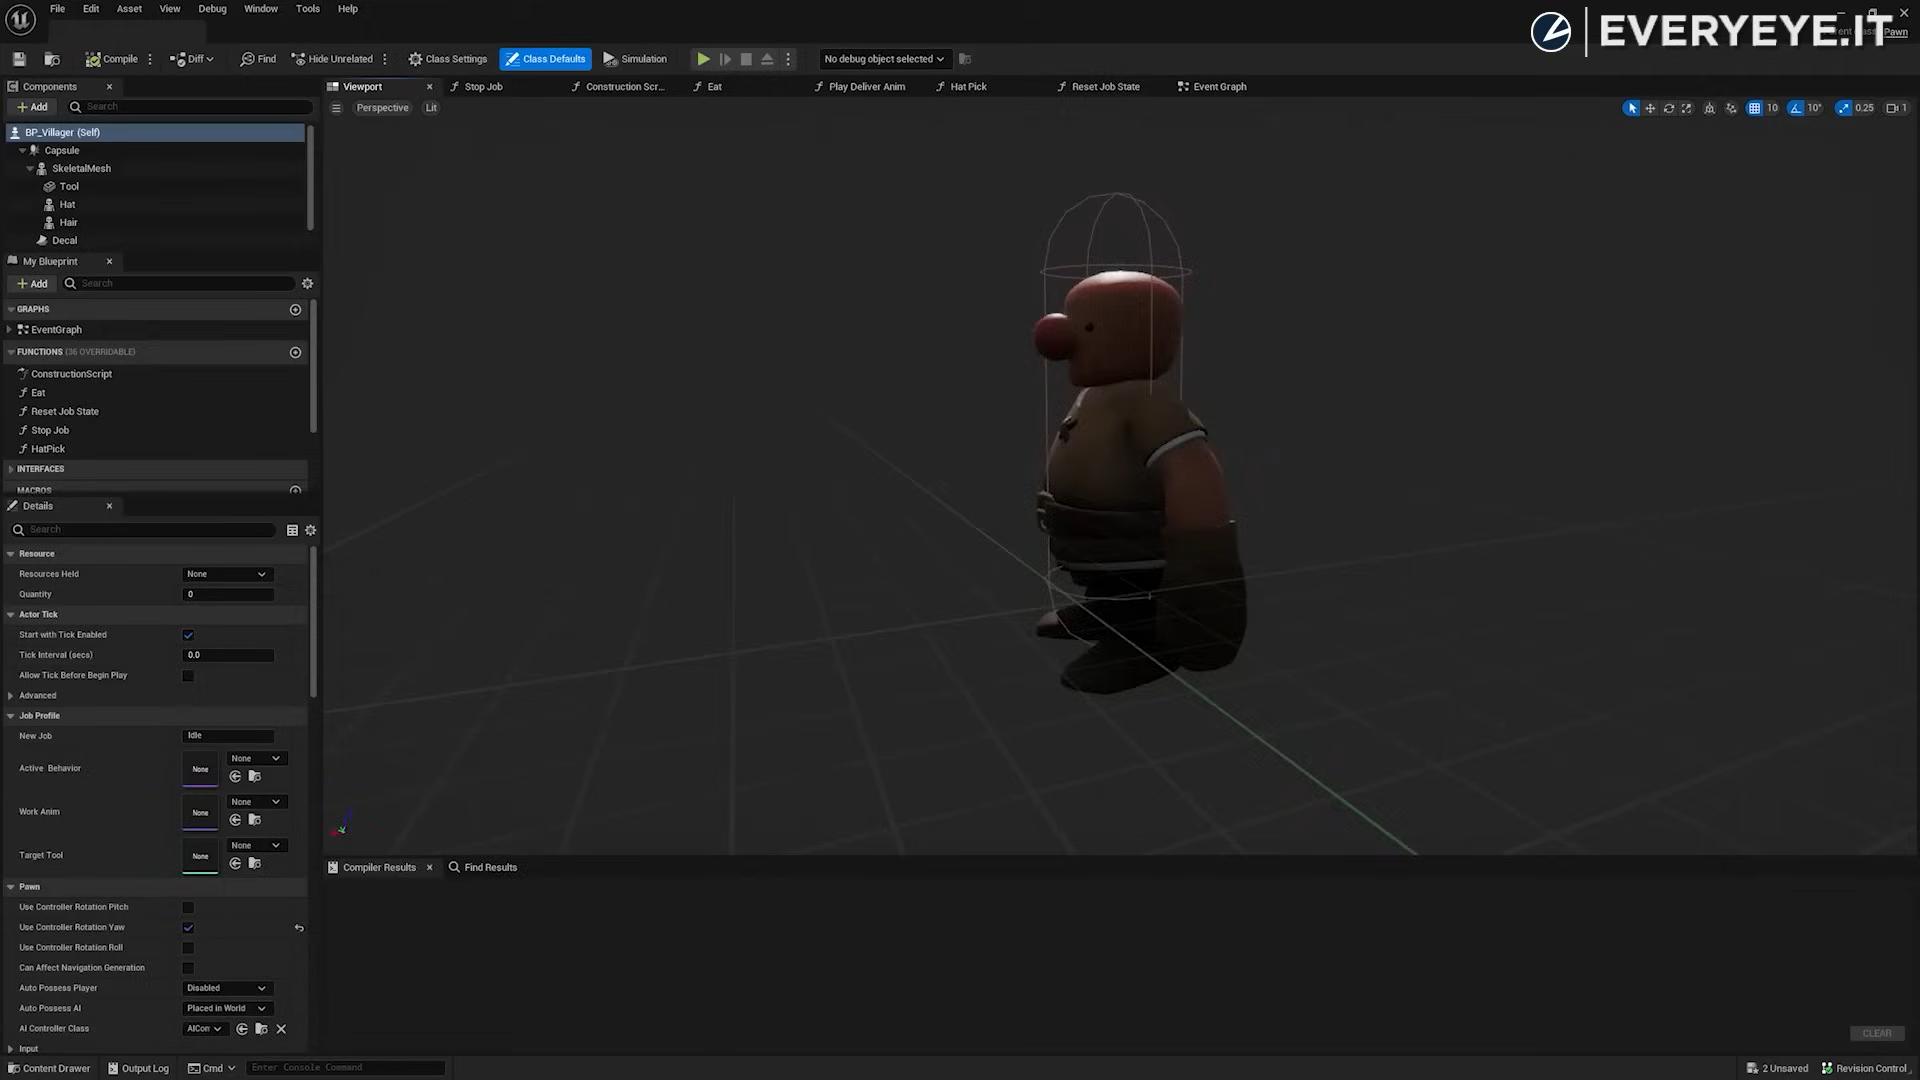 File Edit Asset View Debug Window Tools Help
EVERYEYE.IT
Pawn
Compile Diff Find Hide Unrelated Class Settings Class Defaults Simulation No debug object selected
Components Viewport Stop Job Construction Scr... Eat Play Deliver Anim Hat Pick Reset Job State Event Graph
Add Search Perspective Lit 10 10° 0.25 1
BP_Villager (Self)
Capsule
SkeletalMesh
Tool
Hat
Hair
Decal
My Blueprint
Add Search
GRAPHS
EventGraph
FUNCTIONS (36 OVERRIDABLE)
ConstructionScript
Eat
Reset Job State
Stop Job
HatPick
INTERFACES
MACROS
Details
Search
Resource
Resources Held None
Quantity 0
Actor Tick
Start with Tick Enabled
Tick Interval (secs) 0.0
Allow Tick Before Begin Play
Advanced
Job Profile
New Job Idle
Active Behavior None None
Work Anim None None
Target Tool None None
Compiler Results Find Results
Pawn
Use Controller Rotation Pitch
Use Controller Rotation Yaw
Use Controller Rotation Roll
Can Affect Navigation Generation
Auto Possess Player Disabled
Auto Possess AI Placed in World
AI Controller Class AICon
CLEAR
Input
Content Drawer Output Log Cmd Enter Console Command 2 Unsaved Revision Control